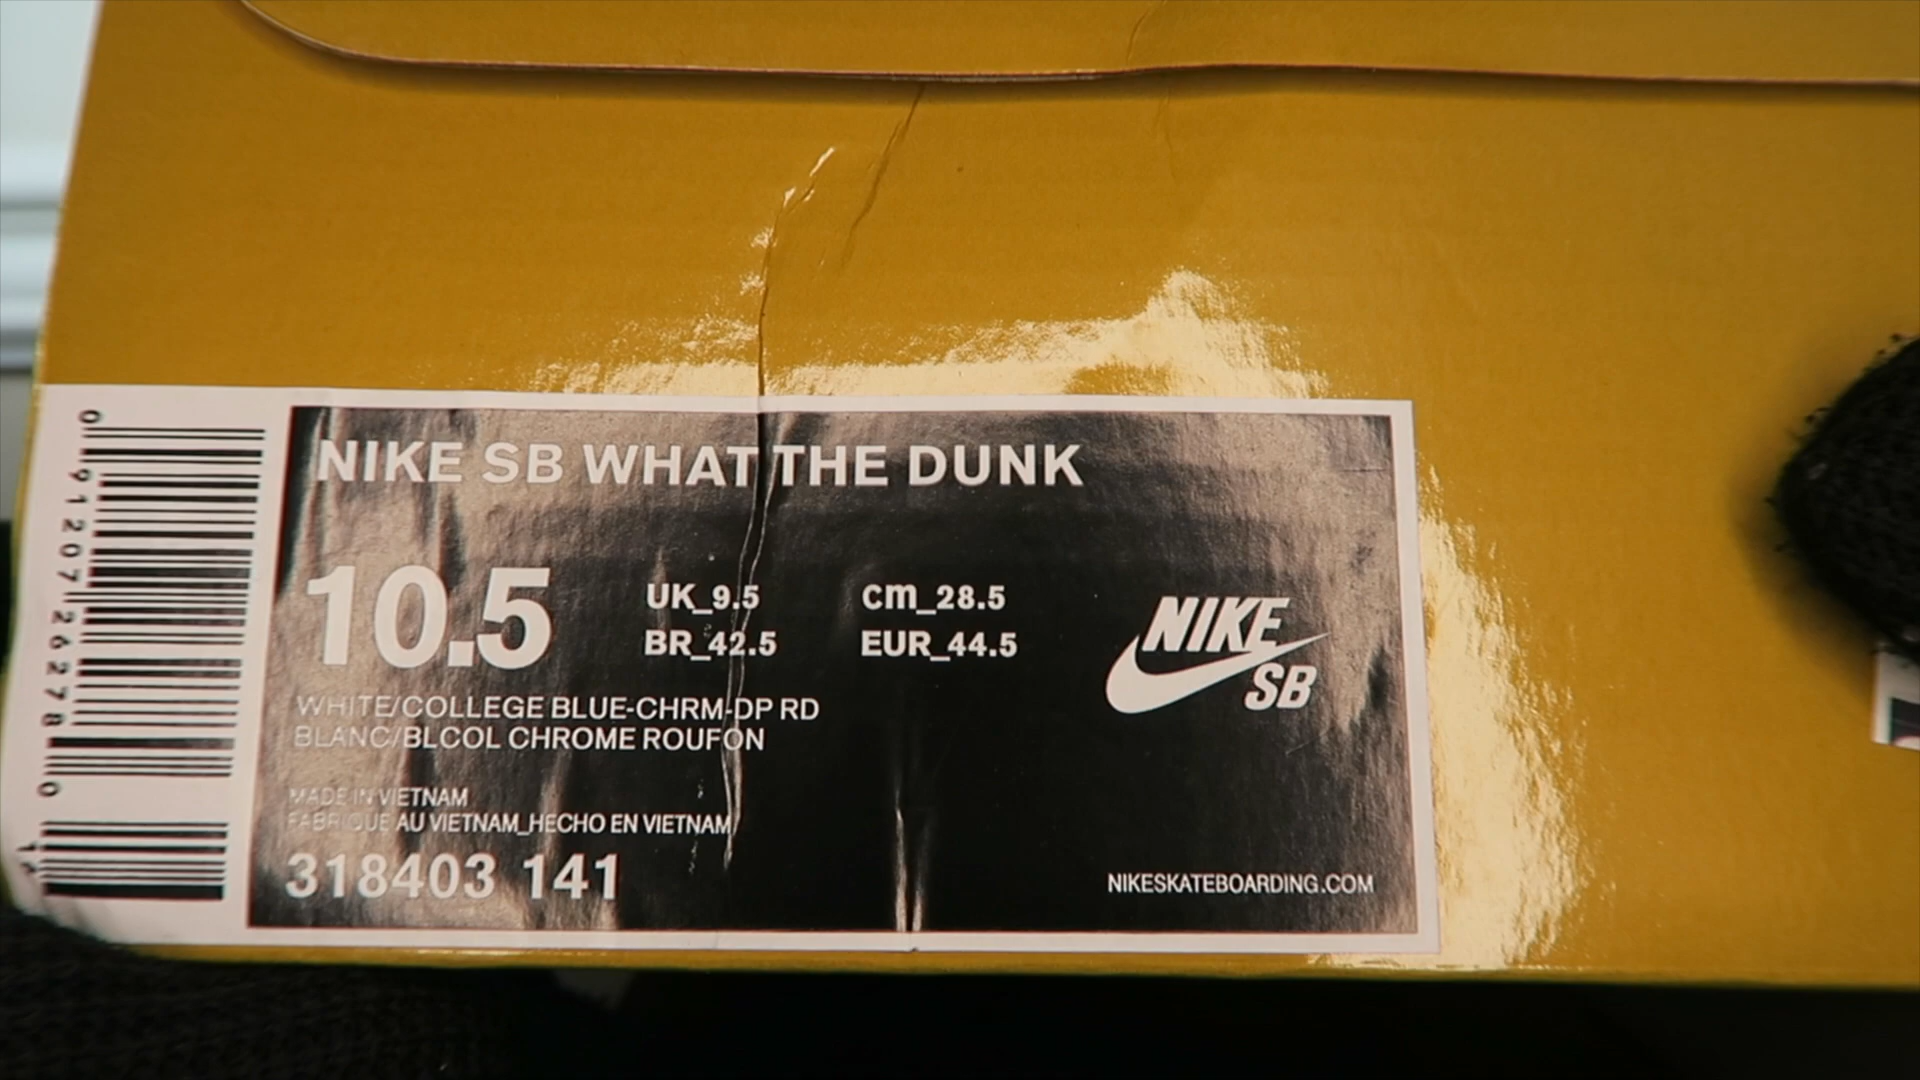 NIKE SB WHAT THE DUNK
10.5
UK_9.5 cm_28.5
BR_42.5 EUR_44.5
NIKE
SB
WHITE/COLLEGE BLUE-CHRM-DP RD
BLANC/BLCOL CHROME ROUFON
MADE IN VIETNAM
FABRIQUE AU VIETNAM_HECHO EN VIETNAM
318403 141
NIKESKATEBOARDING.COM
0 91207 26278 0